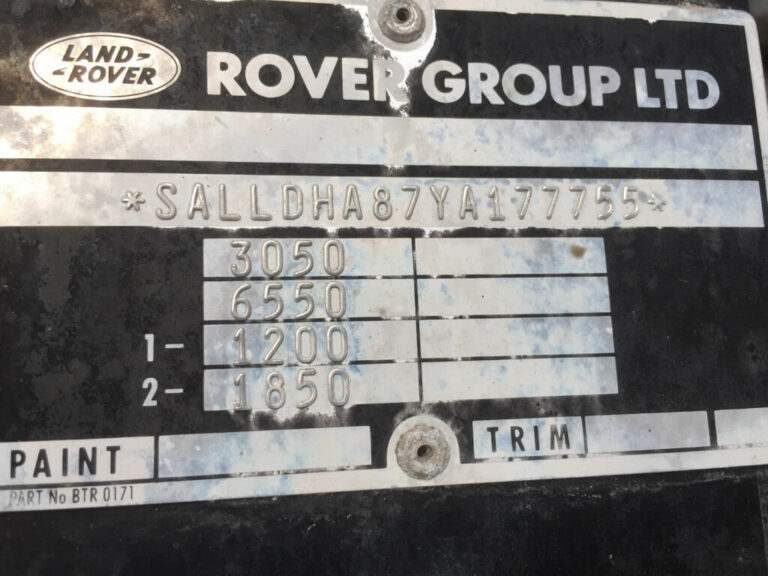 LAND-
-ROVER
ROVER GROUP LTD
*SALLDHA87YA177755*
3050
6550
1- 1200
2- 1850
PAINT
TRIM
PART No BTR 0171